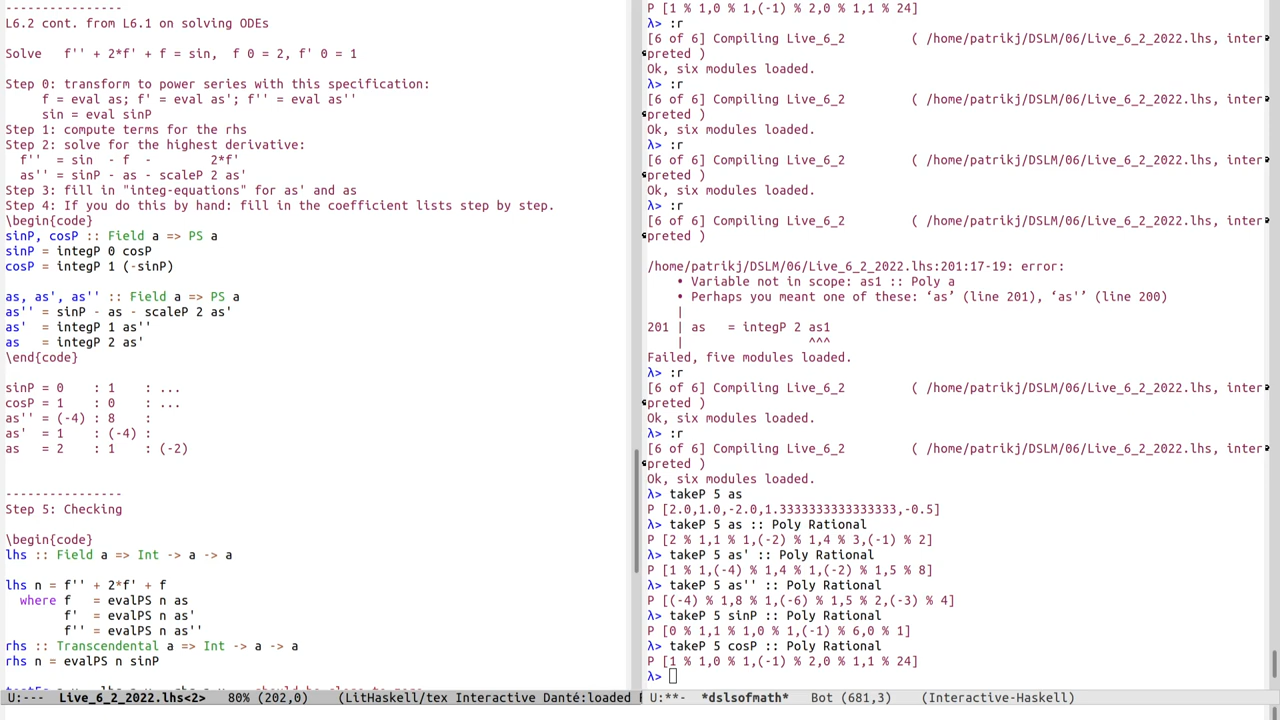 ----------------
L6.2 cont. from L6.1 on solving ODEs
Solve   f'' + 2*f' + f = sin,  f 0 = 2, f' 0 = 1
Step 0: transform to power series with this specification:
     f = eval as; f' = eval as'; f'' = eval as''
     sin = eval sinP
Step 1: compute terms for the rhs
Step 2: solve for the highest derivative:
  f''  = sin  - f  -        2*f'
  as'' = sinP - as - scaleP 2 as'
Step 3: fill in "integ-equations" for as' and as
Step 4: If you do this by hand: fill in the coefficient lists step by step.
\begin{code}
sinP, cosP :: Field a => PS a
sinP = integP 0 cosP
cosP = integP 1 (-sinP)
as, as', as'' :: Field a => PS a
as'' = sinP - as - scaleP 2 as'
as'  = integP 1 as''
as   = integP 2 as'
\end{code}
sinP = 0    : 1    : ...
cosP = 1    : 0    : ...
as'' = (-4) : 8    :
as'  = 1    : (-4) :
as   = 2    : 1    : (-2)
----------------
Step 5: Checking
\begin{code}
lhs :: Field a => Int -> a -> a
lhs n = f'' + 2*f' + f
  where f   = evalPS n as
        f'  = evalPS n as'
        f'' = evalPS n as''
rhs :: Transcendental a => Int -> a -> a
rhs n = evalPS n sinP
U:---  Live_6_2_2022.lhs<2>   80% (202,0)    (LitHaskell/tex Interactive Danté:loaded
P [1 % 1,0 % 1,(-1) % 2,0 % 1,1 % 24]
λ> :r
[6 of 6] Compiling Live_6_2         ( /home/patrikj/DSLM/06/Live_6_2_2022.lhs, inter
preted )
Ok, six modules loaded.
λ> :r
[6 of 6] Compiling Live_6_2         ( /home/patrikj/DSLM/06/Live_6_2_2022.lhs, inter
preted )
Ok, six modules loaded.
λ> :r
[6 of 6] Compiling Live_6_2         ( /home/patrikj/DSLM/06/Live_6_2_2022.lhs, inter
preted )
Ok, six modules loaded.
λ> :r
[6 of 6] Compiling Live_6_2         ( /home/patrikj/DSLM/06/Live_6_2_2022.lhs, inter
preted )
/home/patrikj/DSLM/06/Live_6_2_2022.lhs:201:17-19: error:
    • Variable not in scope: as1 :: Poly a
    • Perhaps you meant one of these: ‘as’ (line 201), ‘as'’ (line 200)
    |
201 | as   = integP 2 as1
    |                 ^^^
Failed, five modules loaded.
λ> :r
[6 of 6] Compiling Live_6_2         ( /home/patrikj/DSLM/06/Live_6_2_2022.lhs, inter
preted )
Ok, six modules loaded.
λ> :r
[6 of 6] Compiling Live_6_2         ( /home/patrikj/DSLM/06/Live_6_2_2022.lhs, inter
preted )
Ok, six modules loaded.
λ> takeP 5 as
P [2.0,1.0,-2.0,1.3333333333333333,-0.5]
λ> takeP 5 as :: Poly Rational
P [2 % 1,1 % 1,(-2) % 1,4 % 3,(-1) % 2]
λ> takeP 5 as' :: Poly Rational
P [1 % 1,(-4) % 1,4 % 1,(-2) % 1,5 % 8]
λ> takeP 5 as'' :: Poly Rational
P [(-4) % 1,8 % 1,(-6) % 1,5 % 2,(-3) % 4]
λ> takeP 5 sinP :: Poly Rational
P [0 % 1,1 % 1,0 % 1,(-1) % 6,0 % 1]
λ> takeP 5 cosP :: Poly Rational
P [1 % 1,0 % 1,(-1) % 2,0 % 1,1 % 24]
λ>
U:**-  *dslsofmath*   Bot (681,3)    (Interactive-Haskell)